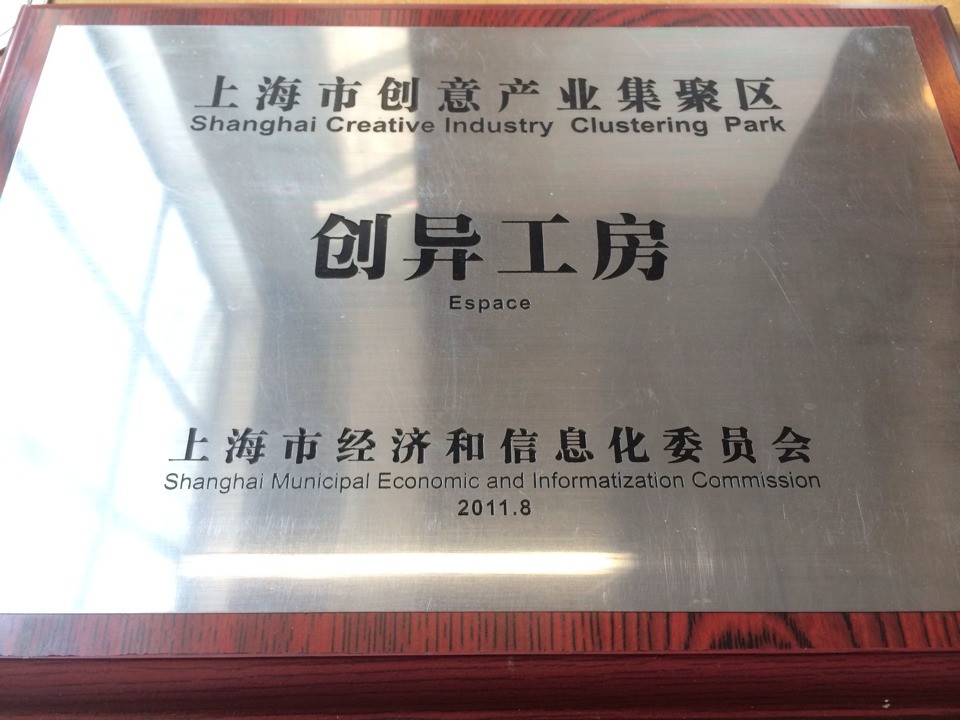 上海市创意产业集聚区
Shanghai Creative Industry Clustering Park
创异工房
Espace
上海市经济和信息化委员会
Shanghai Municipal Economic and Informatization Commission
2011.8